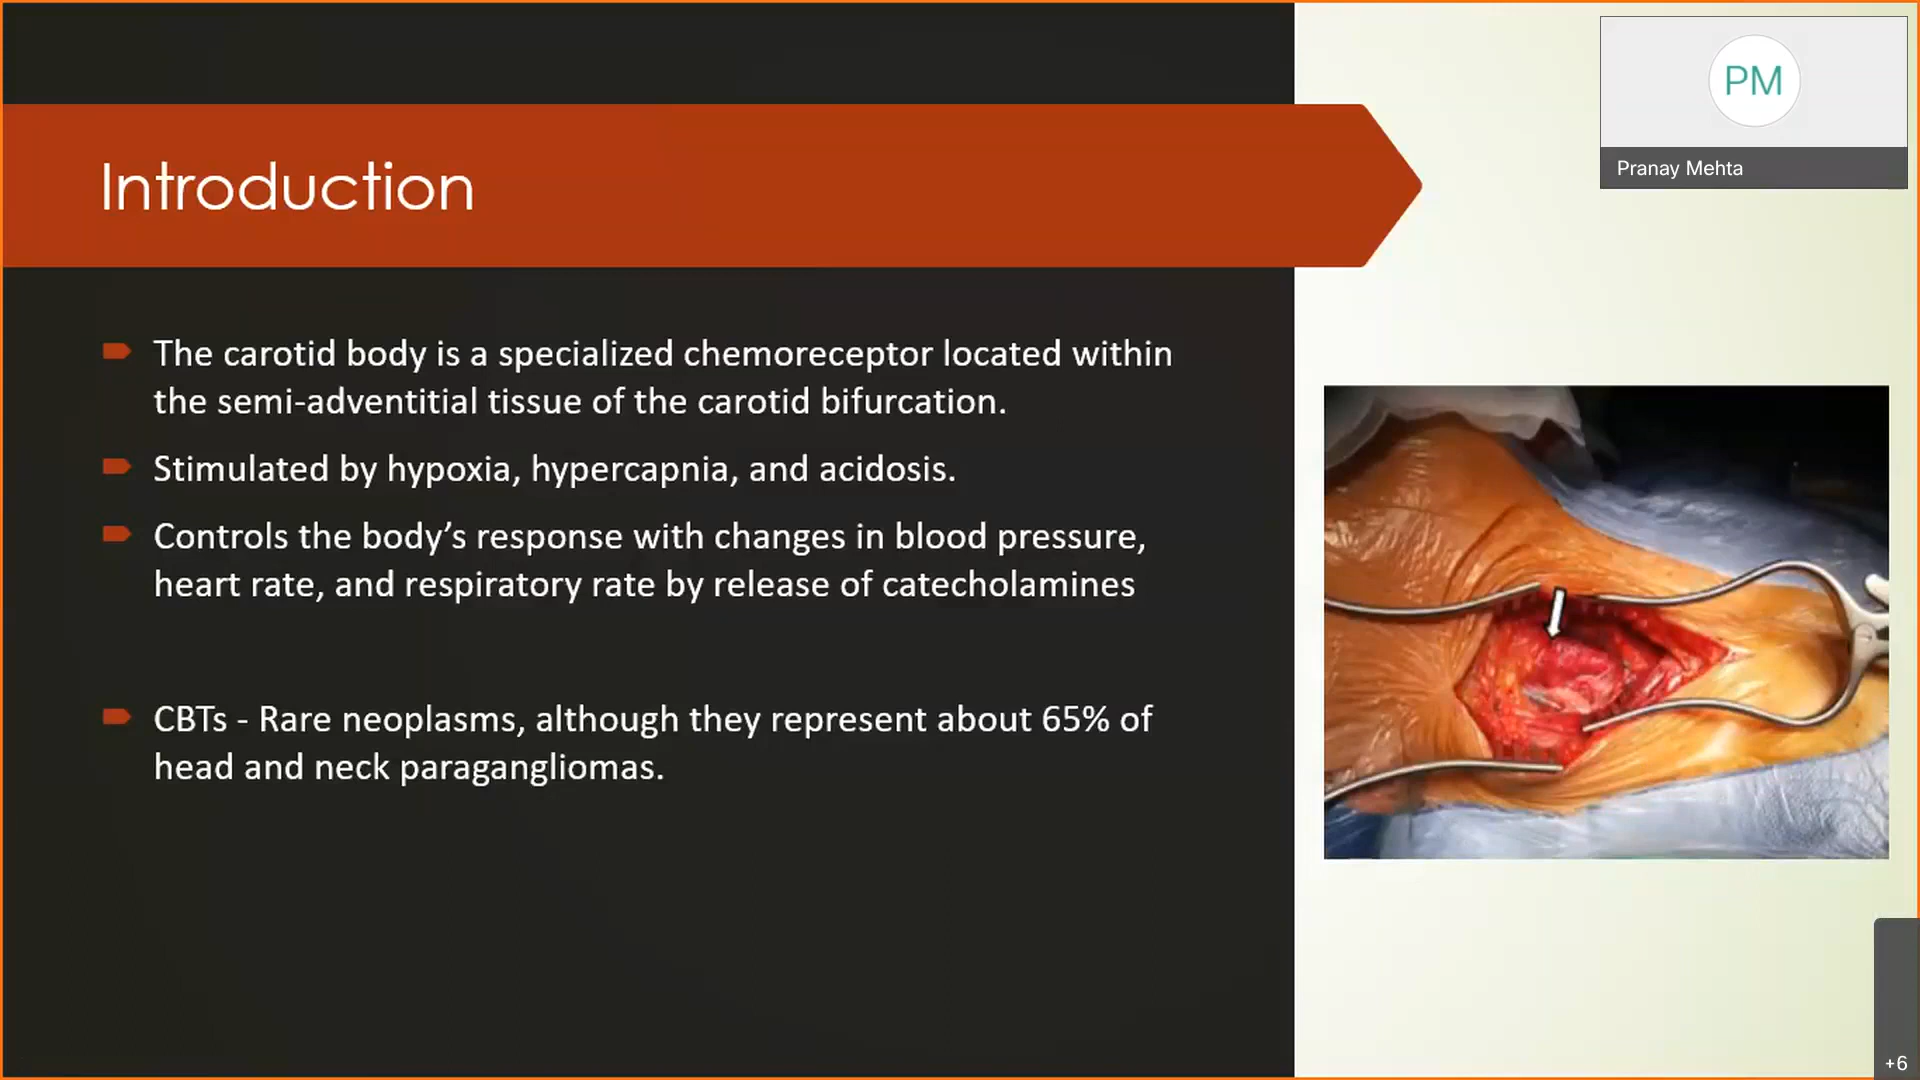 PM
Pranay Mehta
Introduction
The carotid body is a specialized chemoreceptor located within
the semi-adventitial tissue of the carotid bifurcation.
Stimulated by hypoxia, hypercapnia, and acidosis.
Controls the body’s response with changes in blood pressure,
heart rate, and respiratory rate by release of catecholamines
CBTs - Rare neoplasms, although they represent about 65% of
head and neck paragangliomas.
+6